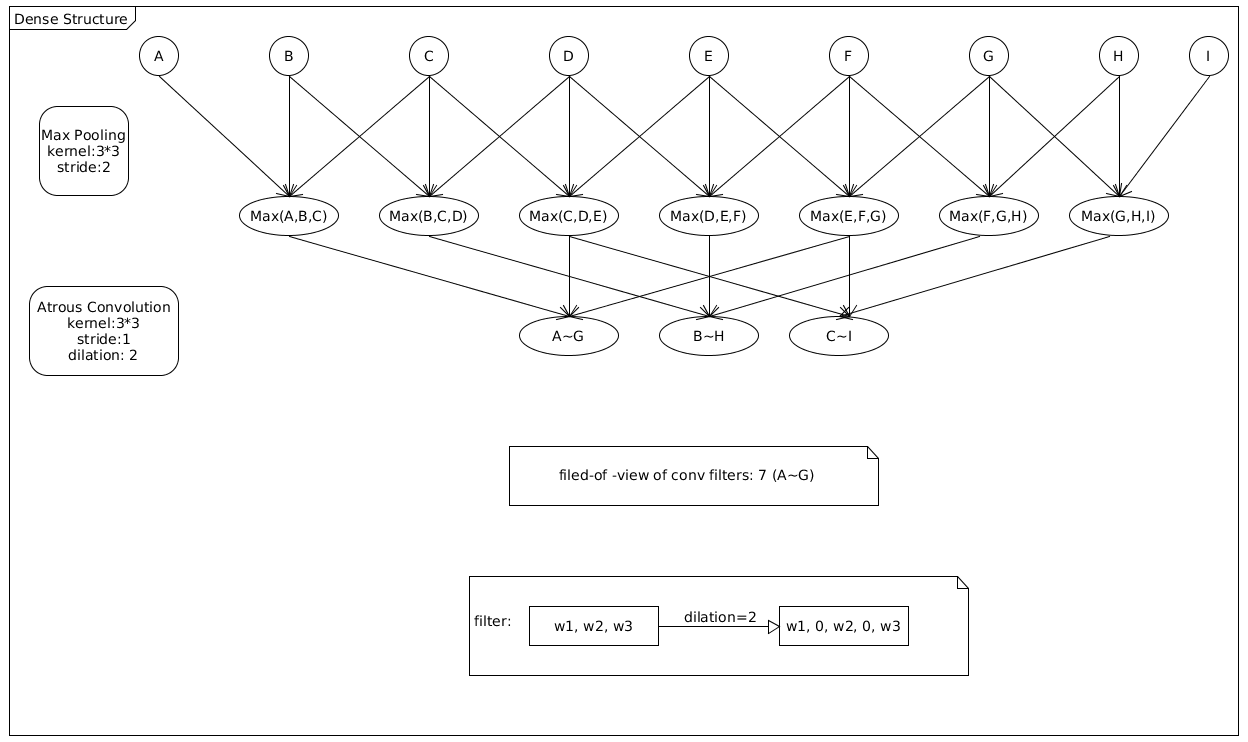 Dense Structure
A
B
C
D
E
F
G
H
I
Max Pooling
kernel:3*3
stride:2
Max(A,B,C)
Max(B,C,D)
Max(C,D,E)
Max(D,E,F)
Max(E,F,G)
Max(F,G,H)
Max(G,H,I)
Atrous Convolution
kernel:3*3
stride:1
dilation: 2
A~G
B~H
C~I
filed-of -view of conv filters: 7 (A~G)
filter:
w1, w2, w3
dilation=2
w1, 0, w2, 0, w3